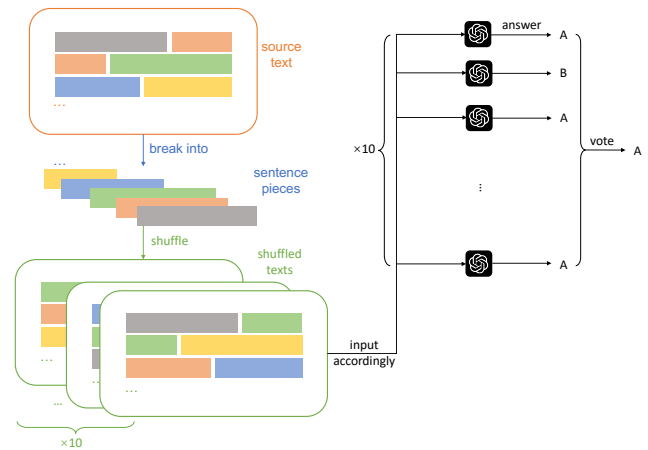 source
text
...
break into
...
sentence
pieces
shuffle
shuffled
texts
...
...
...
...
×10
input
accordingly
×10
answer
A
B
A
...
A
vote
A